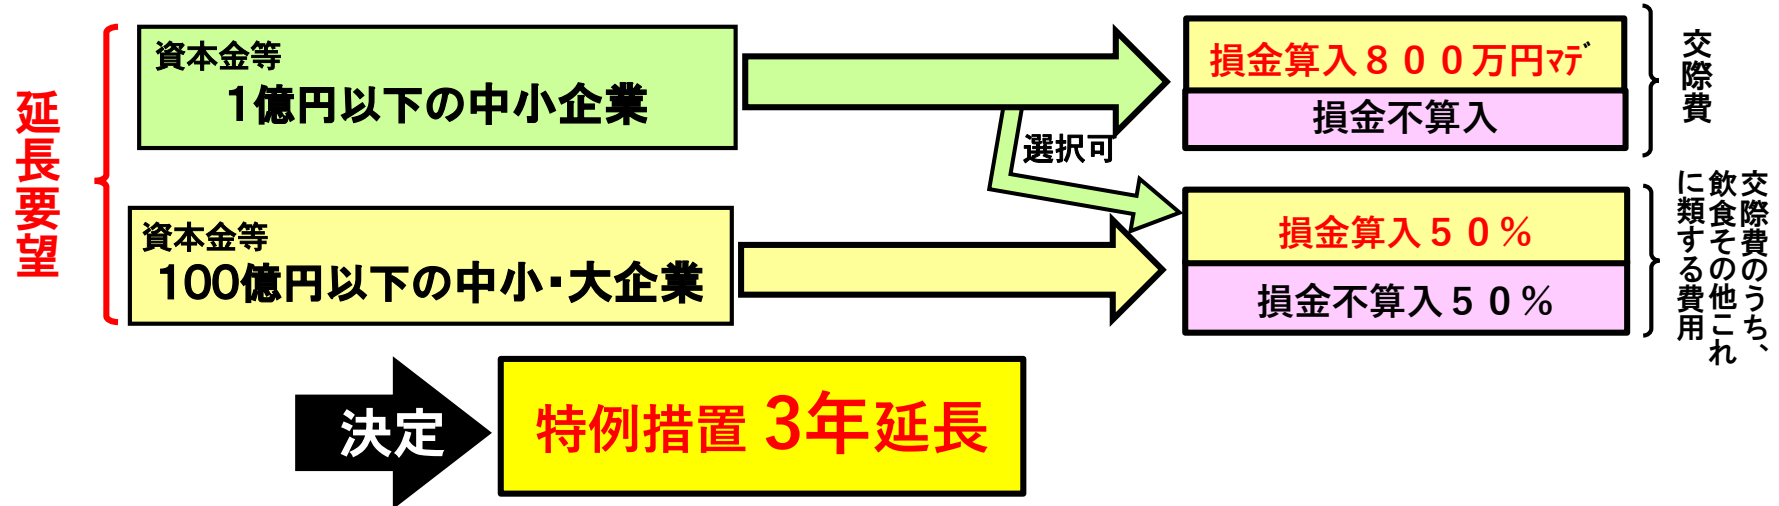 延長要望
資本金等
1億円以下の中小企業
資本金等
100億円以下の中小・大企業
選択可
損金算入８００万円ﾏﾃﾞ
損金不算入
交際費
損金算入５０％
損金不算入５０％
交際費のうち、
飲食その他これ
に類する費用
決定
特例措置 3年延長